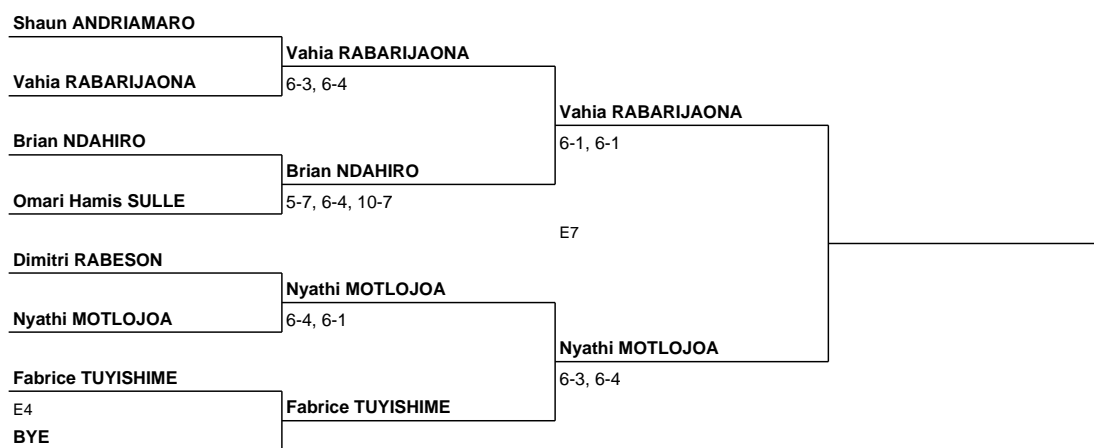 Shaun ANDRIAMARO
Vahia RABARIJAONA
Vahia RABARIJAONA
6-3, 6-4
Vahia RABARIJAONA
Brian NDAHIRO
6-1, 6-1
Brian NDAHIRO
Omari Hamis SULLE
5-7, 6-4, 10-7
E7
Dimitri RABESON
Nyathi MOTLOJOA
Nyathi MOTLOJOA
6-4, 6-1
Nyathi MOTLOJOA
Fabrice TUYISHIME
6-3, 6-4
E4
Fabrice TUYISHIME
BYE